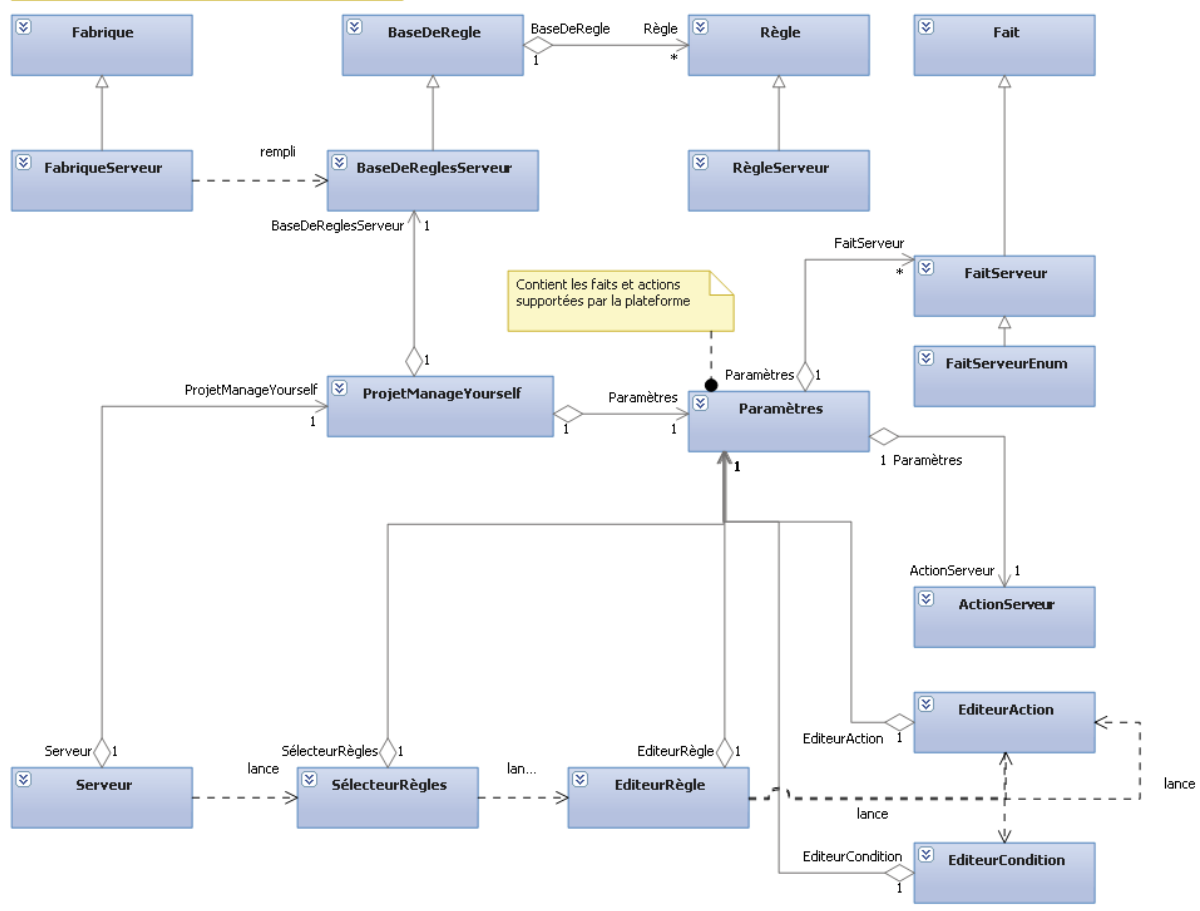 Fabrique
BaseDeRegle
BaseDeRegle
1
Règle
*
Règle
Fait
FabriqueServeur
rempli
BaseDeReglesServeur
RègleServeur
BaseDeReglesServeur
1
FaitServeur
*
FaitServeur
Contient les faits et actions
supportées par la plateforme
FaitServeurEnum
1
ProjetManageYourself
1
ProjetManageYourself
1
Paramètres
1
Paramètres
1
Paramètres
1 Paramètres
1
ActionServeur
1
ActionServeur
EditeurAction
EditeurAction
1
Serveur
1
SélecteurRègles
1
EditeurRègle
1
lance
lan...
Serveur
SélecteurRègles
EditeurRègle
lance
lance
EditeurCondition
1
EditeurCondition